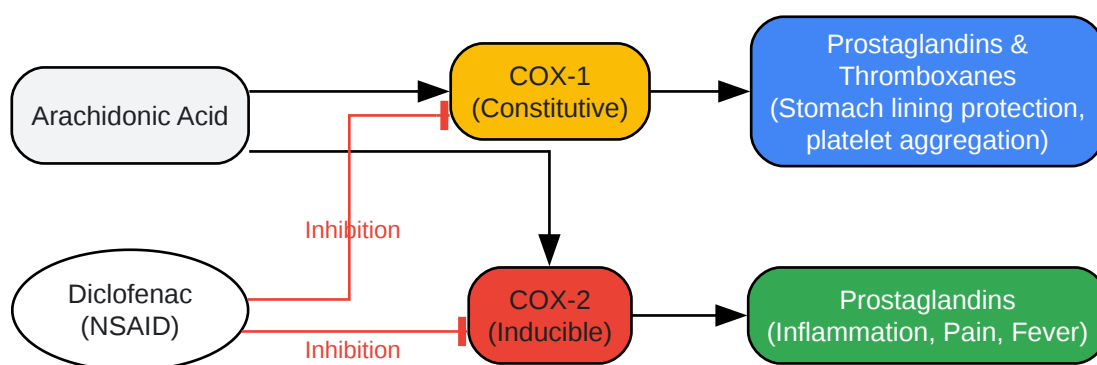 Arachidonic Acid
COX-1
(Constitutive)
Prostaglandins &
Thromboxanes
(Stomach lining protection,
platelet aggregation)
Inhibition
Diclofenac
(NSAID)
Inhibition
COX-2
(Inducible)
Prostaglandins
(Inflammation, Pain, Fever)